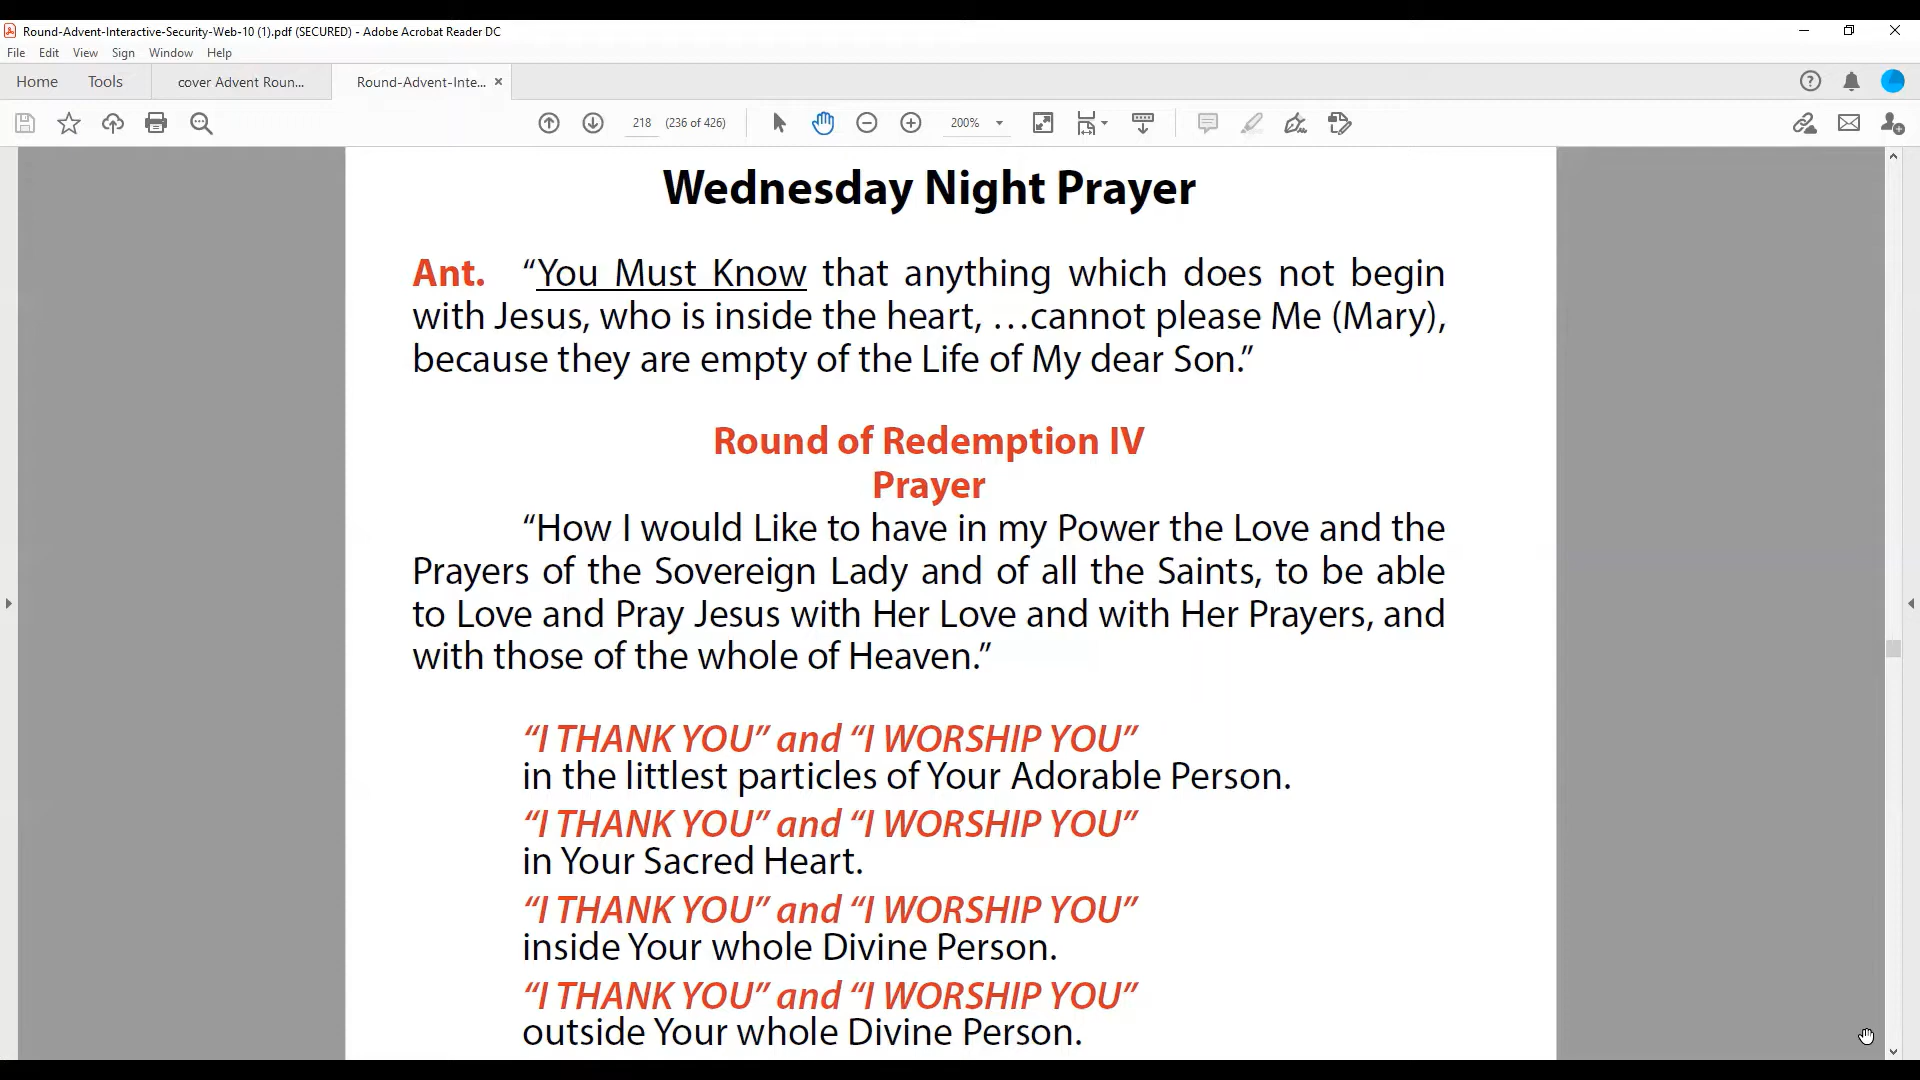 Round-Advent-Interactive-Security-Web-10 (1).pdf (SECURED) - Adobe Acrobat Reader DC
File Edit View Sign Window Help
Home Tools cover Advent Roun... Round-Advent-Inte... ×
218 (236 of 426) 200%
Wednesday Night Prayer
Ant. “You Must Know that anything which does not begin
with Jesus, who is inside the heart, …cannot please Me (Mary),
because they are empty of the Life of My dear Son.”
Round of Redemption IV
Prayer
“How I would Like to have in my Power the Love and the
Prayers of the Sovereign Lady and of all the Saints, to be able
to Love and Pray Jesus with Her Love and with Her Prayers, and
with those of the whole of Heaven.”
“I THANK YOU” and “I WORSHIP YOU”
in the littlest particles of Your Adorable Person.
“I THANK YOU” and “I WORSHIP YOU”
in Your Sacred Heart.
“I THANK YOU” and “I WORSHIP YOU”
inside Your whole Divine Person.
“I THANK YOU” and “I WORSHIP YOU”
outside Your whole Divine Person.